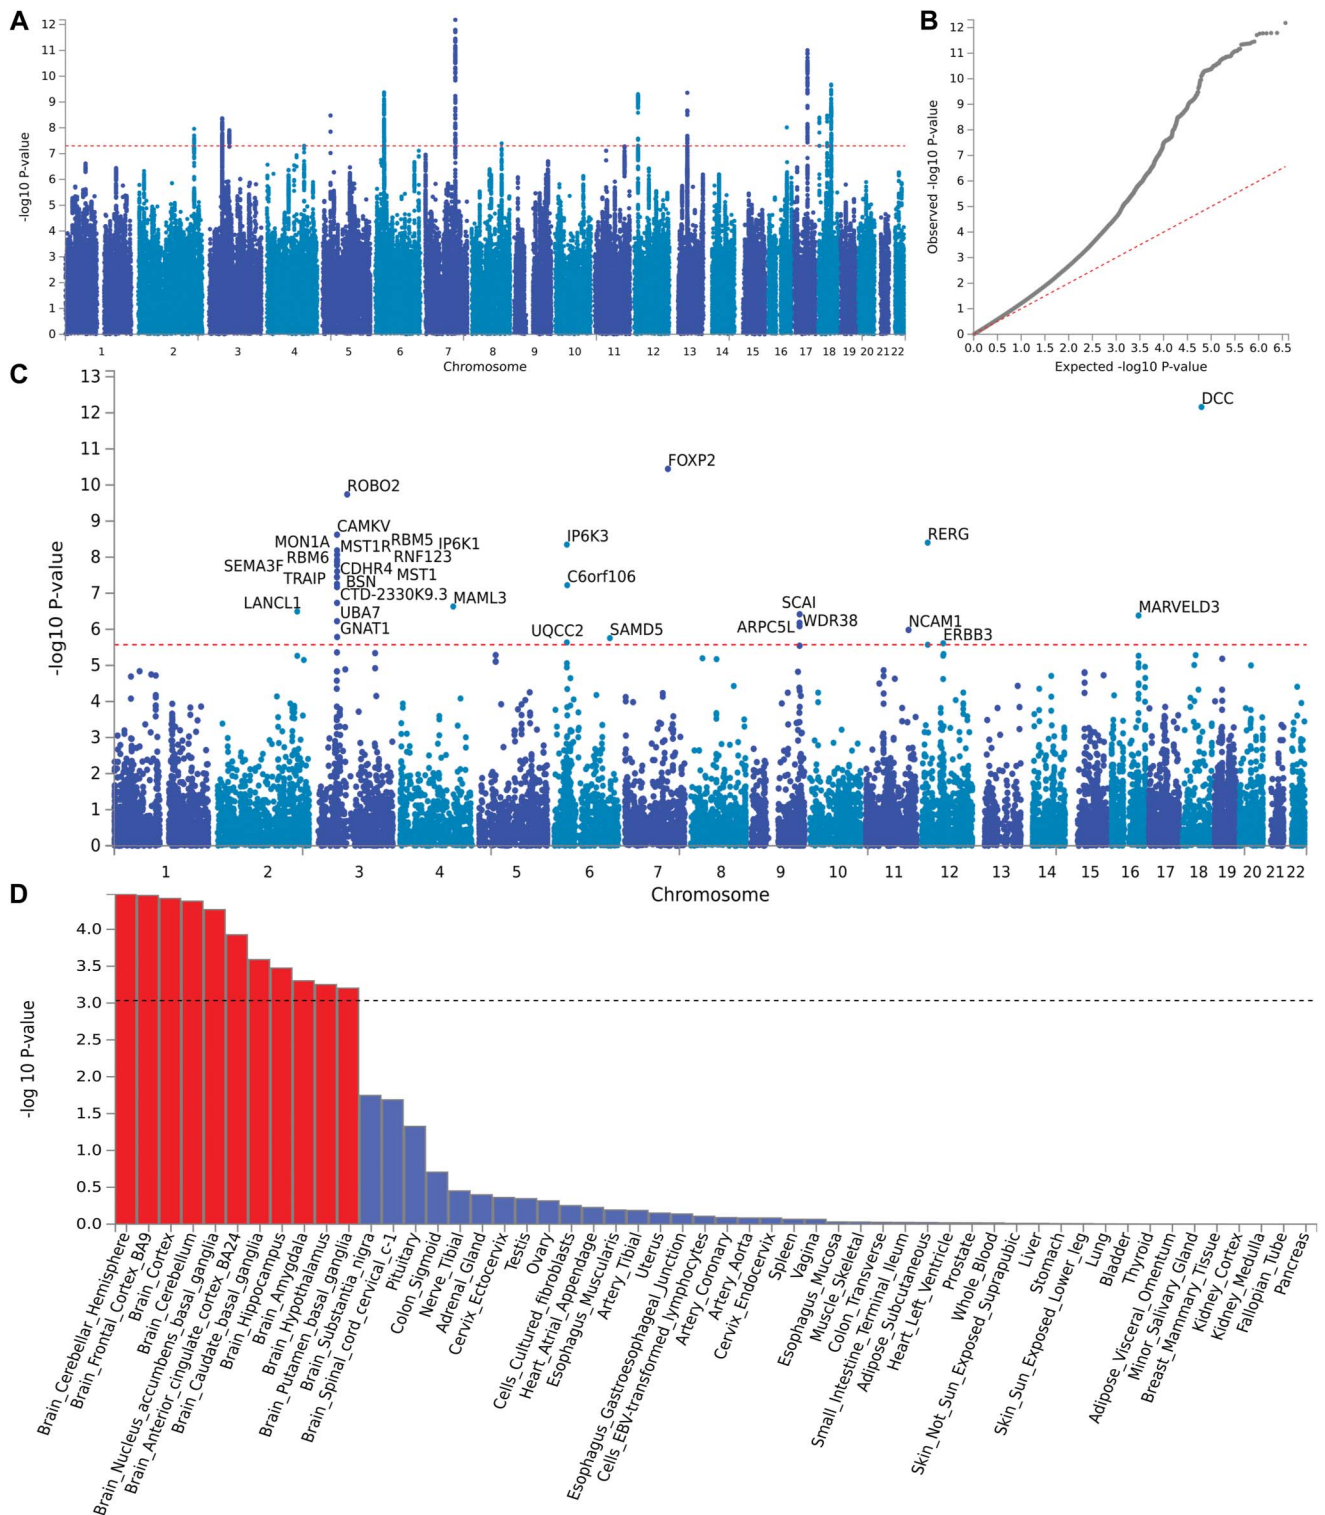 A
12
11
10
9
8
7
6
5
4
3
2
1
0
-log10 P-value
1 2 3 4 5 6 7 8 9 10 11 12 13 14 15 16 17 18 19 20 21 22
Chromosome
B
12
11
10
9
8
7
6
5
4
3
2
1
0
Observed -log10 P-value
0.0 0.5 1.0 1.5 2.0 2.5 3.0 3.5 4.0 4.5 5.0 5.5 6.0 6.5
Expected -log10 P-value
C
13
12
11
10
9
8
7
6
5
4
3
2
1
0
-log10 P-value
DCC
FOXP2
ROBO2
CAMKV
RERG
IP6K3
MON1A
MST1R
RBM5
IP6K1
RBM6
RNF123
SEMA3F
CDHR4
MST1
TRAIP
BSN
C6orf106
CTD-2330K9.3
MAML3
LANCL1
UBA7
GNAT1
UQCC2
SAMD5
SCAI
ARPC5L
WDR38
NCAM1
ERBB3
MARVELD3
1 2 3 4 5 6 7 8 9 10 11 12 13 14 15 16 17 18 19 20 21 22
Chromosome
D
4.0
3.5
3.0
2.5
2.0
1.5
1.0
0.5
0.0
-log 10 P-value
Brain_Cerebellar_Hemisphere
Brain_Frontal_Cortex_BA9
Brain_Cortex
Brain_Cerebellum
Brain_Nucleus_accumbens_basal_ganglia
Brain_Anterior_cingulate_cortex_BA24
Brain_Caudate_basal_ganglia
Brain_Hippocampus
Brain_Amygdala
Brain_Hypothalamus
Brain_Putamen_basal_ganglia
Brain_Substantia_nigra
Brain_Spinal_cord_cervical_c-1
Pituitary
Colon_Sigmoid
Nerve_Tibial
Adrenal_Gland
Cervix_Ectocervix
Testis
Ovary
Cells_Cultured_fibroblasts
Heart_Atrial_Appendage
Esophagus_Muscularis
Artery_Tibial
Uterus
Esophagus_Gastroesophageal_Junction
Cells_EBV-transformed_lymphocytes
Artery_Coronary
Artery_Aorta
Cervix_Endocervix
Spleen
Vagina
Esophagus_Mucosa
Muscle_Skeletal
Colon_Transverse
Small_Intestine_Terminal_Ileum
Adipose_Subcutaneous
Heart_Left_Ventricle
Prostate
Whole_Blood
Skin_Not_Sun_Exposed_Suprapubic
Liver
Stomach
Skin_Sun_Exposed_Lower_leg
Lung
Bladder
Thyroid
Adipose_Visceral_Omentum
Minor_Salivary_Gland
Breast_Mammary_Tissue
Kidney_Cortex
Kidney_Medulla
Fallopian_Tube
Pancreas